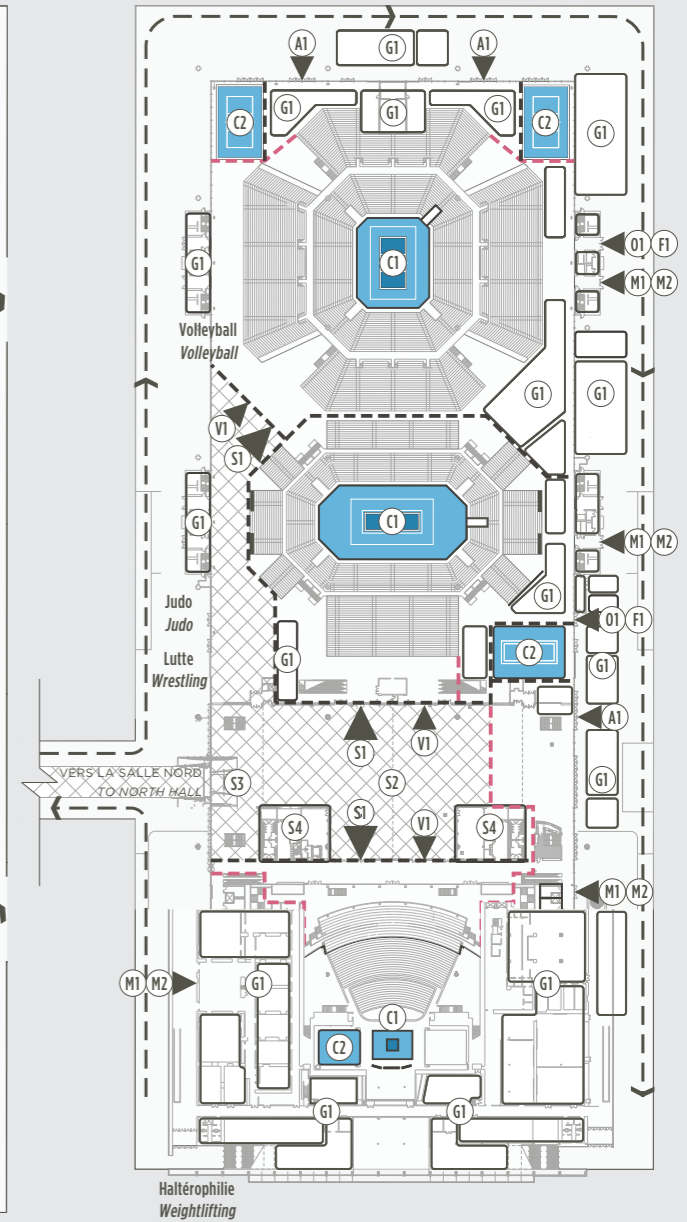 G1
A1
A1
C2
G1
G1
G1
C2
G1
O1 F1
G1
C1
M1 M2
Volleyball
Volleyball
G1
G1
V1
S1
G1
C1
M1 M2
G1
Judo
Judo
O1 F1
Lutte
Wrestling
G1
C2
G1
A1
S1
V1
VERS LA SALLE NORD
TO NORTH HALL
S3
S2
G1
S4
S1
V1
S4
M1 M2
M1 M2
G1
G1
C1
C2
G1
G1
Haltérophilie
Weightlifting